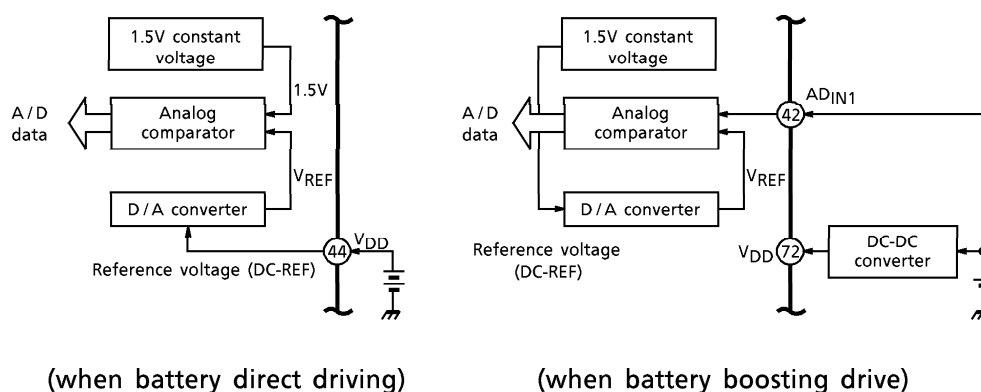 1.5V constant
voltage
1.5V
A/D
data
Analog
comparator
VREF
D/A converter
44
VDD
Reference voltage (DC-REF)
(when battery direct driving)
1.5V constant
voltage
A/D
data
Analog
comparator
42
ADIN1
VREF
D/A converter
Reference voltage
(DC-REF)
VDD
72
DC-DC
converter
(when battery boosting drive)